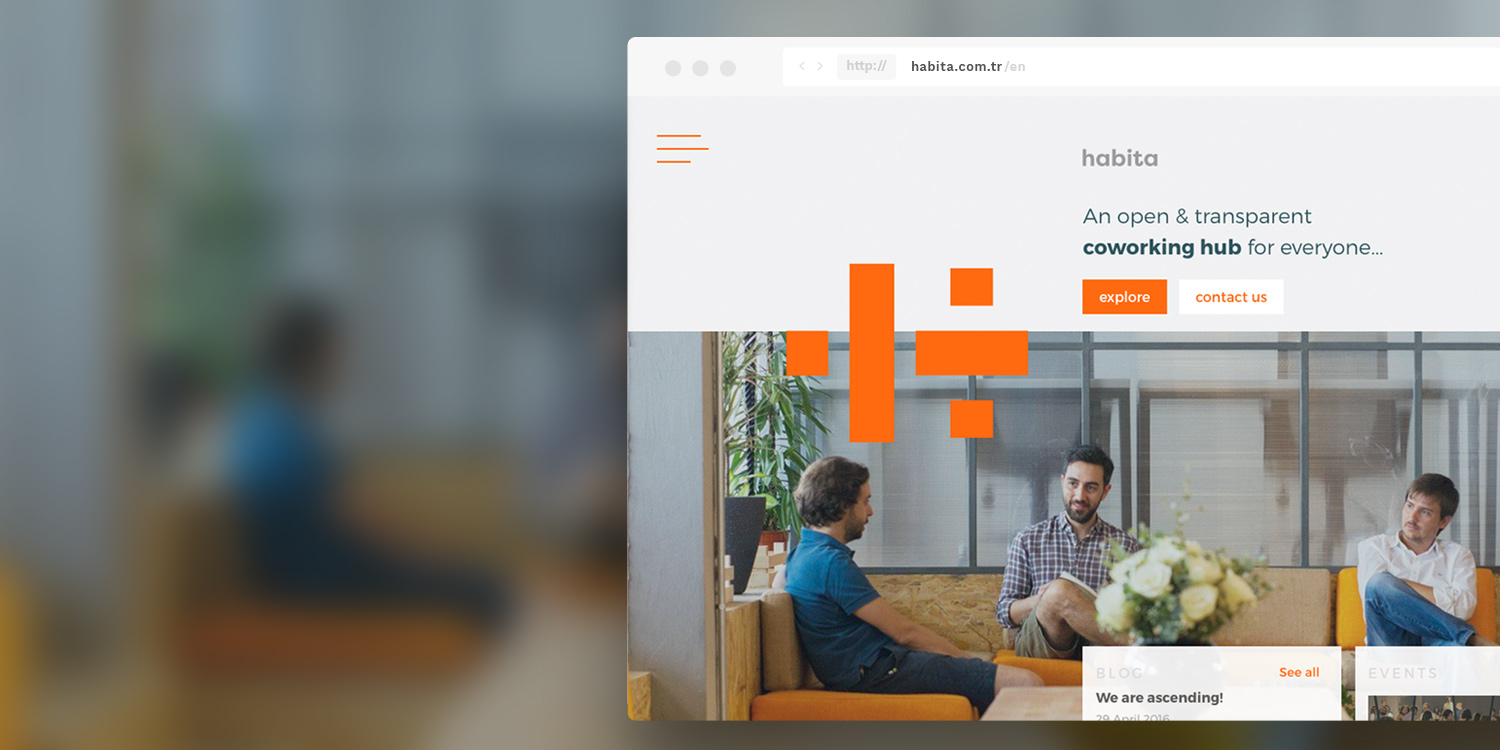 http:// habita.com.tr/en
habita
An open & transparent
coworking hub for everyone...
explore
contact us
BLOG
See all
EVENTS
We are ascending!
29 April 2016